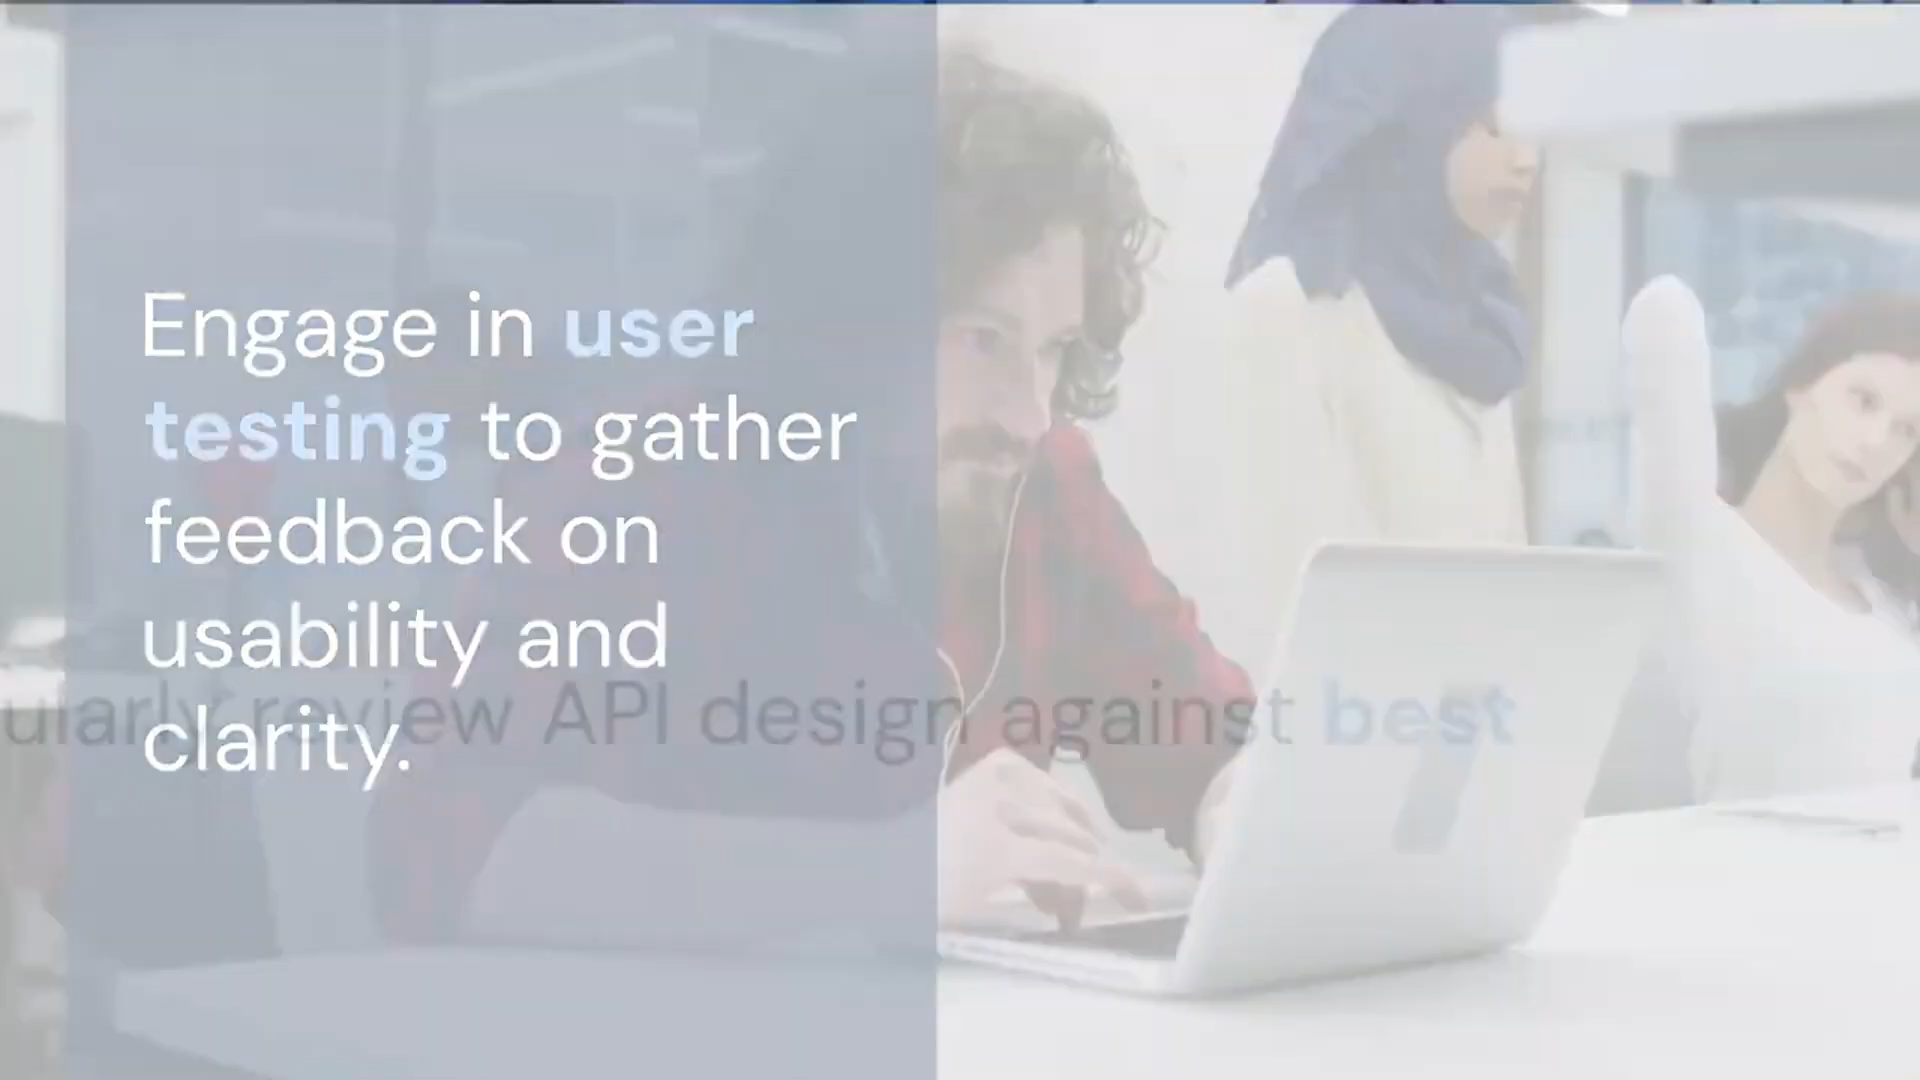 Engage in user
testing to gather
feedback on
usability and
clarity.
review API design against best